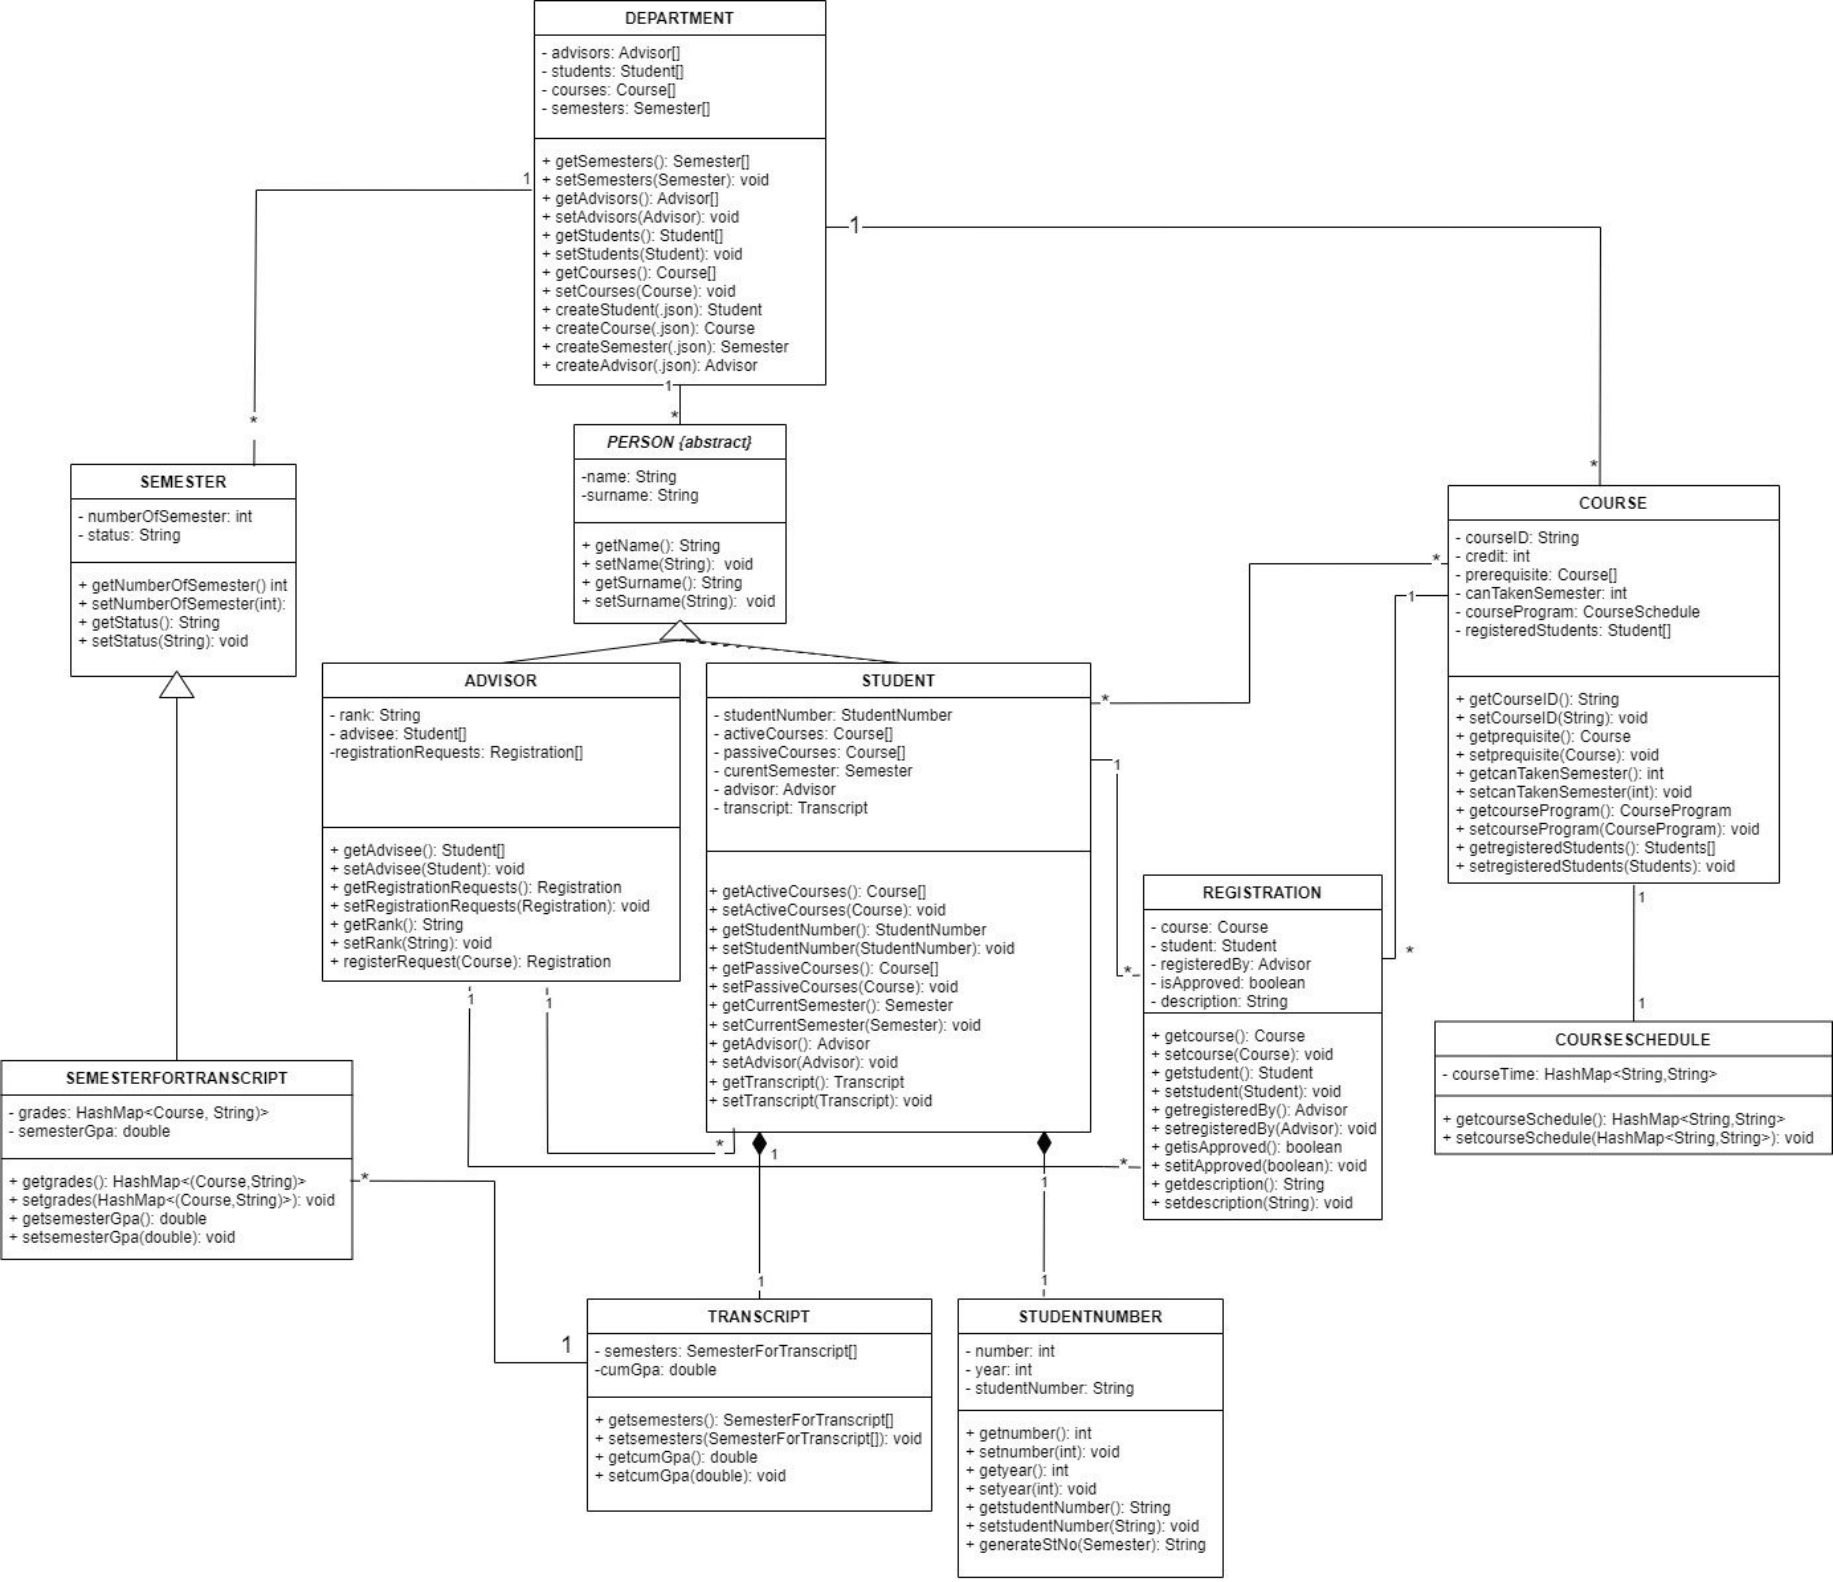 DEPARTMENT
- advisors: Advisor[]
- students: Student[]
- courses: Course[]
- semesters: Semester[]
+ getSemesters(): Semester[]
+ setSemesters(Semester): void
+ getAdvisors(): Advisor[]
+ setAdvisors(Advisor): void
+ getStudents(): Student[]
+ setStudents(Student): void
+ getCourses(): Course[]
+ setCourses(Course): void
+ createStudent(.json): Student
+ createCourse(.json): Course
+ createSemester(.json): Semester
+ createAdvisor(.json): Advisor
1
*
1
*
1
*
PERSON {abstract}
-name: String
-surname: String
+ getName(): String
+ setName(String): void
+ getSurname(): String
+ setSurname(String): void
SEMESTER
- numberOfSemester: int
- status: String
+ getNumberOfSemester() int
+ setNumberOfSemester(int):
+ getStatus(): String
+ setStatus(String): void
COURSE
- courseID: String
- credit: int
- prerequisite: Course[]
- canTakenSemester: int
- courseProgram: CourseSchedule
- registeredStudents: Student[]
+ getCourseID(): String
+ setCourseID(String): void
+ getprequisite(): Course
+ setprequisite(Course): void
+ getcanTakenSemester(): int
+ setcanTakenSemester(int): void
+ getcourseProgram(): CourseProgram
+ setcourseProgram(CourseProgram): void
+ getregisteredStudents(): Students[]
+ setregisteredStudents(Students): void
*
1
*
1
*
*
1
1
ADVISOR
- rank: String
- advisee: Student[]
-registrationRequests: Registration[]
+ getAdvisee(): Student[]
+ setAdvisee(Student): void
+ getRegistrationRequests(): Registration
+ setRegistrationRequests(Registration): void
+ getRank(): String
+ setRank(String): void
+ registerRequest(Course): Registration
1
1
STUDENT
- studentNumber: StudentNumber
- activeCourses: Course[]
- passiveCourses: Course[]
- curentSemester: Semester
- advisor: Advisor
- transcript: Transcript
+ getActiveCourses(): Course[]
+ setActiveCourses(Course): void
+ getStudentNumber(): StudentNumber
+ setStudentNumber(StudentNumber): void
+ getPassiveCourses(): Course[]
+ setPassiveCourses(Course): void
+ getCurrentSemester(): Semester
+ setCurrentSemester(Semester): void
+ getAdvisor(): Advisor
+ setAdvisor(Advisor): void
+ getTranscript(): Transcript
+ setTranscript(Transcript): void
*
1
1
*
REGISTRATION
- course: Course
- student: Student
- registeredBy: Advisor
- isApproved: boolean
- description: String
+ getcourse(): Course
+ setcourse(Course): void
+ getstudent(): Student
+ setstudent(Student): void
+ getregisteredBy(): Advisor
+ setregisteredBy(Advisor): void
+ getisApproved(): boolean
+ setitApproved(boolean): void
+ getdescription(): String
+ setdescription(String): void
*
COURSESCHEDULE
- courseTime: HashMap<String,String>
+ getcourseSchedule(): HashMap<String,String>
+ setcourseSchedule(HashMap<String,String>): void
SEMESTERFORTRANSCRIPT
- grades: HashMap<Course, String)>
- semesterGpa: double
+ getgrades(): HashMap<(Course,String)>
+ setgrades(HashMap<(Course,String)>): void
+ getsemesterGpa(): double
+ setsemesterGpa(double): void
1
1
1
TRANSCRIPT
- semesters: SemesterForTranscript[]
-cumGpa: double
+ getsemesters(): SemesterForTranscript[]
+ setsemesters(SemesterForTranscript[]): void
+ getcumGpa(): double
+ setcumGpa(double): void
STUDENTNUMBER
- number: int
- year: int
- studentNumber: String
+ getnumber(): int
+ setnumber(int): void
+ getyear(): int
+ setyear(int): void
+ getstudentNumber(): String
+ setstudentNumber(String): void
+ generateStNo(Semester): String